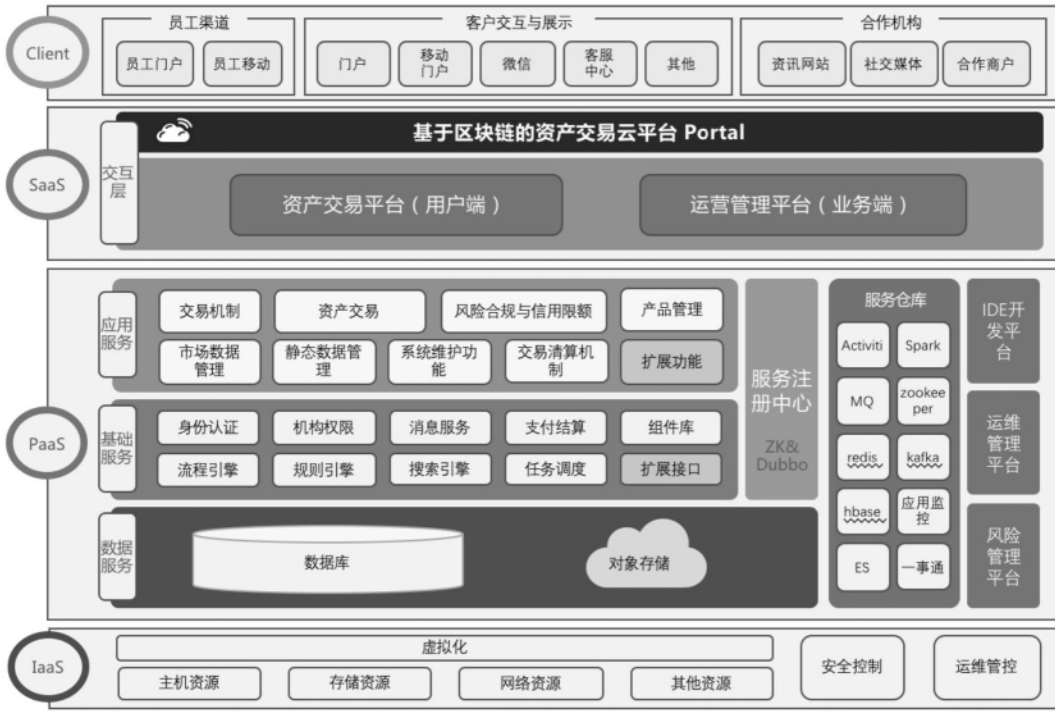 Client
员工渠道
员工门户
员工移动
客户交互与展示
门户
移动
门户
微信
客服
中心
其他
合作机构
资讯网站
社交媒体
合作商户
SaaS
交互
层
基于区块链的资产交易云平台 Portal
资产交易平台（用户端）
运营管理平台（业务端）
PaaS
应用
服务
交易机制
资产交易
风险合规与信用限额
产品管理
市场数据
管理
静态数据管
理
系统维护功
能
交易清算机
制
扩展功能
基础
服务
身份认证
机构权限
消息服务
支付结算
组件库
流程引擎
规则引擎
搜索引擎
任务调度
扩展接口
数据
服务
数据库
对象存储
服务注
册中心
ZK&
Dubbo
服务仓库
Activiti
Spark
MQ
zookee
per
redis
kafka
hbase
应用监
控
ES
一事通
IDE开
发平
台
运维
管理
平台
风险
管理
平台
IaaS
虚拟化
主机资源
存储资源
网络资源
其他资源
安全控制
运维管控